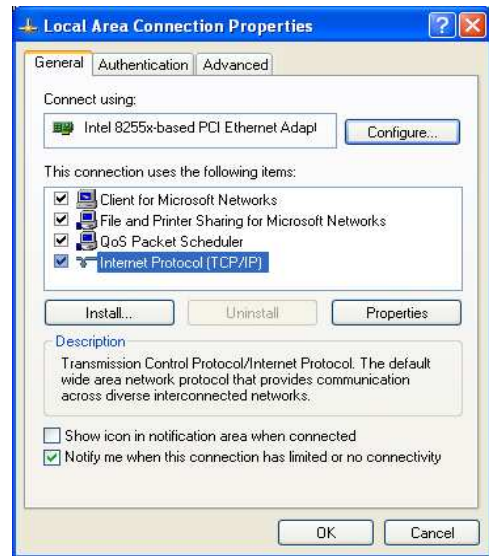 Local Area Connection Properties
General Authentication Advanced
Connect using:
Intel 8255x-based PCI Ethernet Adapt
Configure...
This connection uses the following items:
Client for Microsoft Networks
File and Printer Sharing for Microsoft Networks
QoS Packet Scheduler
Internet Protocol (TCP/IP)
Install... Uninstall Properties
Description
Transmission Control Protocol/Internet Protocol. The default
wide area network protocol that provides communication
across diverse interconnected networks.
Show icon in notification area when connected
Notify me when this connection has limited or no connectivity
OK Cancel